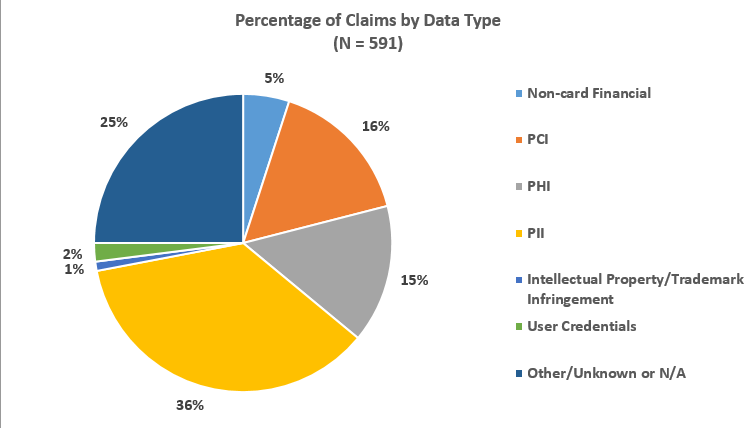 Percentage of Claims by Data Type
(N = 591)
5%
16%
15%
36%
1%
2%
25%
Non-card Financial
PCI
PHI
PII
Intellectual Property/Trademark
Infringement
User Credentials
Other/Unknown or N/A